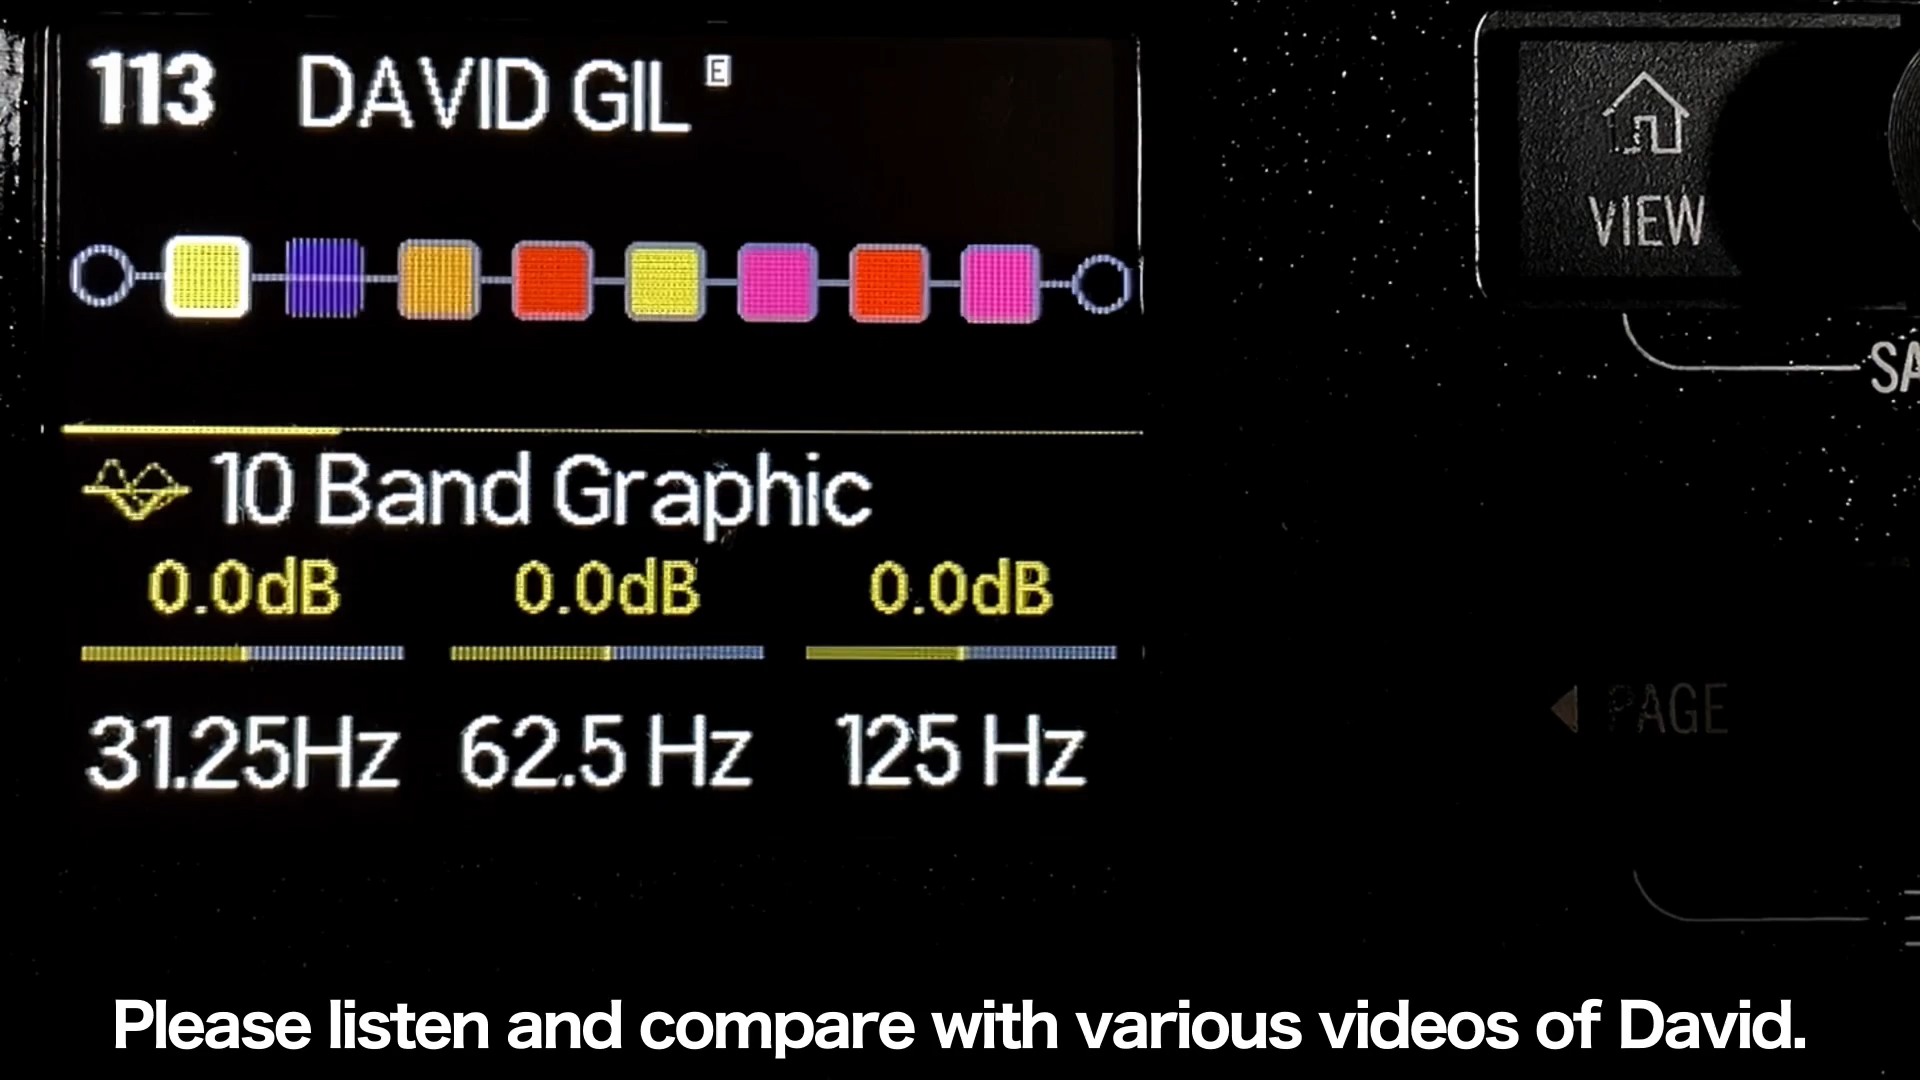 113 DAVID GIL E
VIEW
SA
10 Band Graphic
0.0dB 0.0dB 0.0dB
31.25Hz 62.5 Hz 125 Hz
PAGE
Please listen and compare with various videos of David.